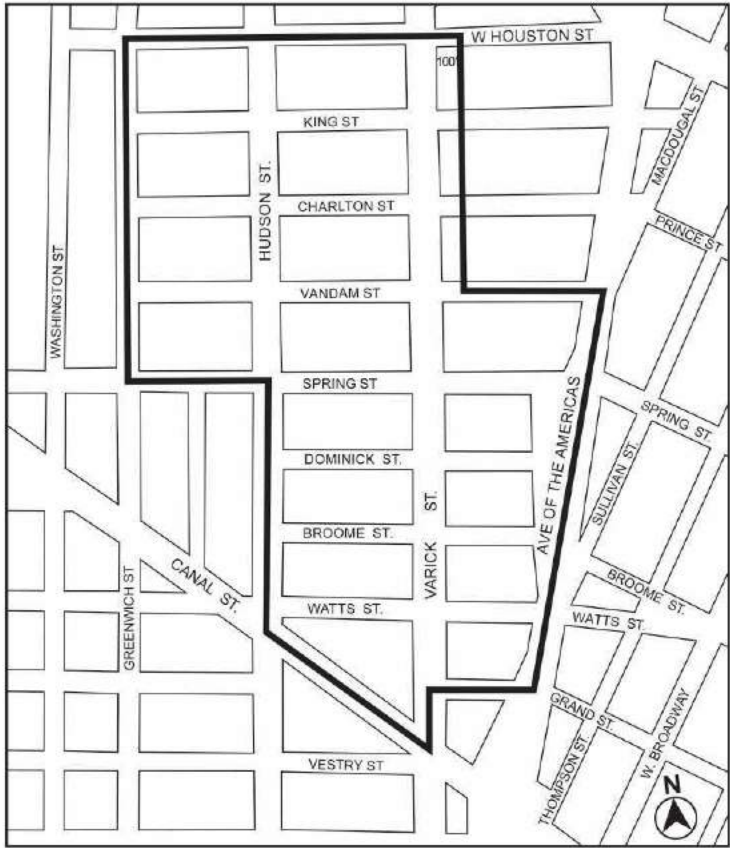 W HOUSTON ST
100'
KING ST
MACDOUGAL ST
HUDSON ST.
CHARLTON ST
PRINCE ST
WASHINGTON ST
VANDAM ST
SPRING ST
AVE OF THE AMERICAS
SPRING ST.
DOMINICK ST.
SULLIVAN ST.
VARICK ST.
BROOME ST.
CANAL ST.
BROOME ST.
GREENWICH ST
WATTS ST.
WATTS ST.
GRAND ST.
W. BROADWAY
THOMPSON ST.
VESTRY ST
N